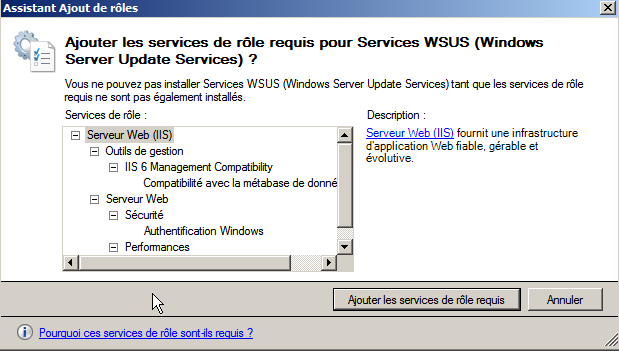 Assistant Ajout de rôles
Ajouter les services de rôle requis pour Services WSUS (Windows
Server Update Services) ?
Vous ne pouvez pas installer Services WSUS (Windows Server Update Services) tant que les services de rôle
requis ne sont pas également installés.
Services de rôle :
Serveur Web (IIS)
Outils de gestion
IIS 6 Management Compatibility
Compatibilité avec la métabase de donné
Serveur Web
Sécurité
Authentification Windows
Performances
Description :
Serveur Web (IIS) fournit une infrastructure
d'application Web fiable, gérable et
évolutive.
Ajouter les services de rôle requis
Annuler
Pourquoi ces services de rôle sont-ils requis ?